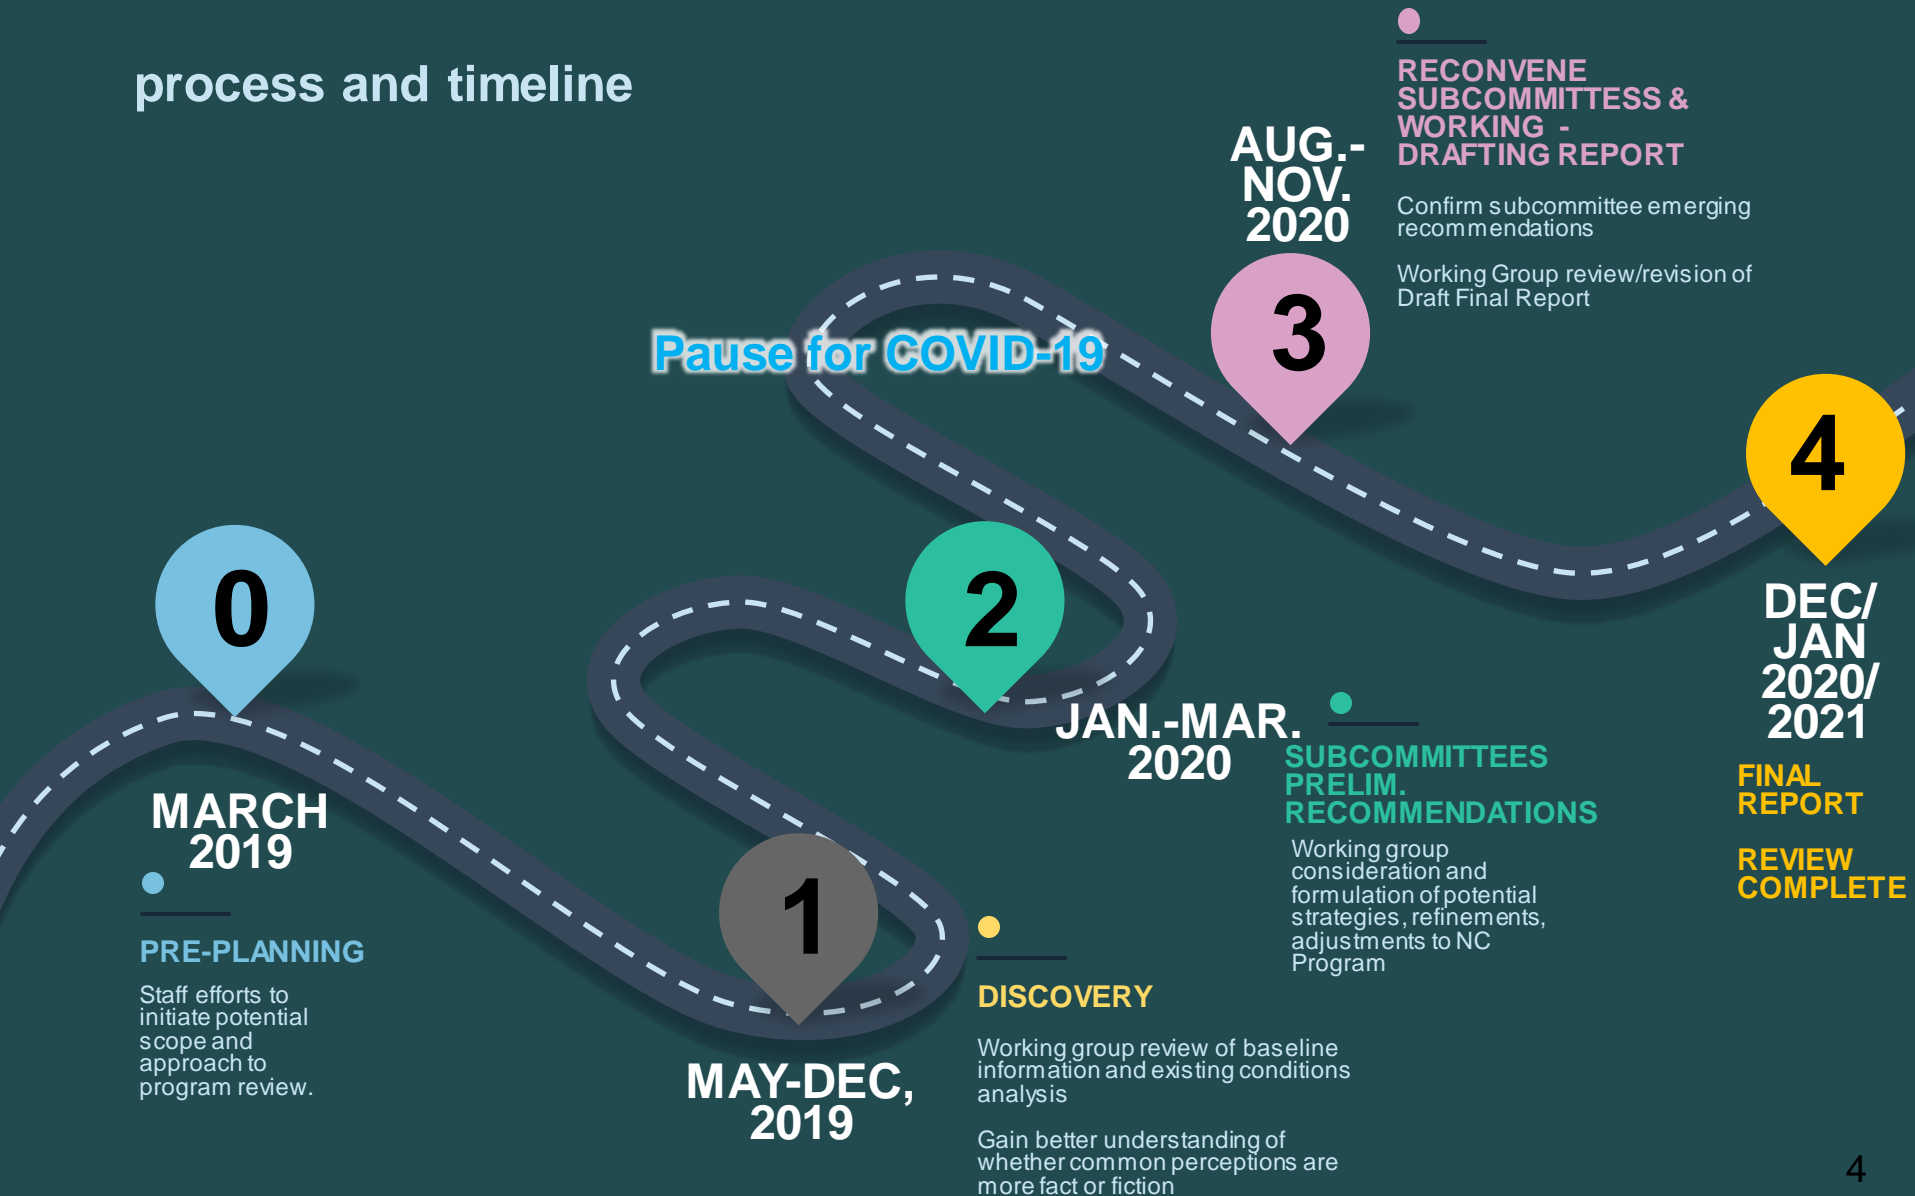 process and timeline
0
MARCH
2019
PRE-PLANNING
Staff efforts to
initiate potential
scope and
approach to
program review.
1
MAY-DEC,
2019
DISCOVERY
Working group review of baseline
information and existing conditions
analysis
Gain better understanding of
whether common perceptions are
more fact or fiction
2
JAN.-MAR.
2020
SUBCOMMITTEES
PRELIM.
RECOMMENDATIONS
Working group
consideration and
formulation of potential
strategies, refinements,
adjustments to NC
Program
Pause for COVID-19
AUG.-
NOV.
2020
3
RECONVENE
SUBCOMMITTESS &
WORKING -
DRAFTING REPORT
Confirm subcommittee emerging
recommendations
Working Group review/revision of
Draft Final Report
4
DEC/
JAN
2020/
2021
FINAL
REPORT
REVIEW
COMPLETE
4